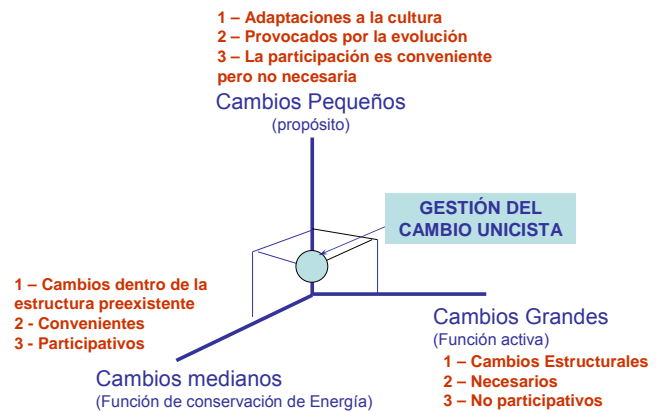 1 – Adaptaciones a la cultura
2 – Provocados por la evolución
3 – La participación es conveniente
pero no necesaria
Cambios Pequeños
(propósito)
GESTIÓN DEL
CAMBIO UNICISTA
1 – Cambios dentro de la
estructura preexistente
2 - Convenientes
3 - Participativos
Cambios medianos
(Función de conservación de Energía)
Cambios Grandes
(Función activa)
1 – Cambios Estructurales
2 – Necesarios
3 – No participativos